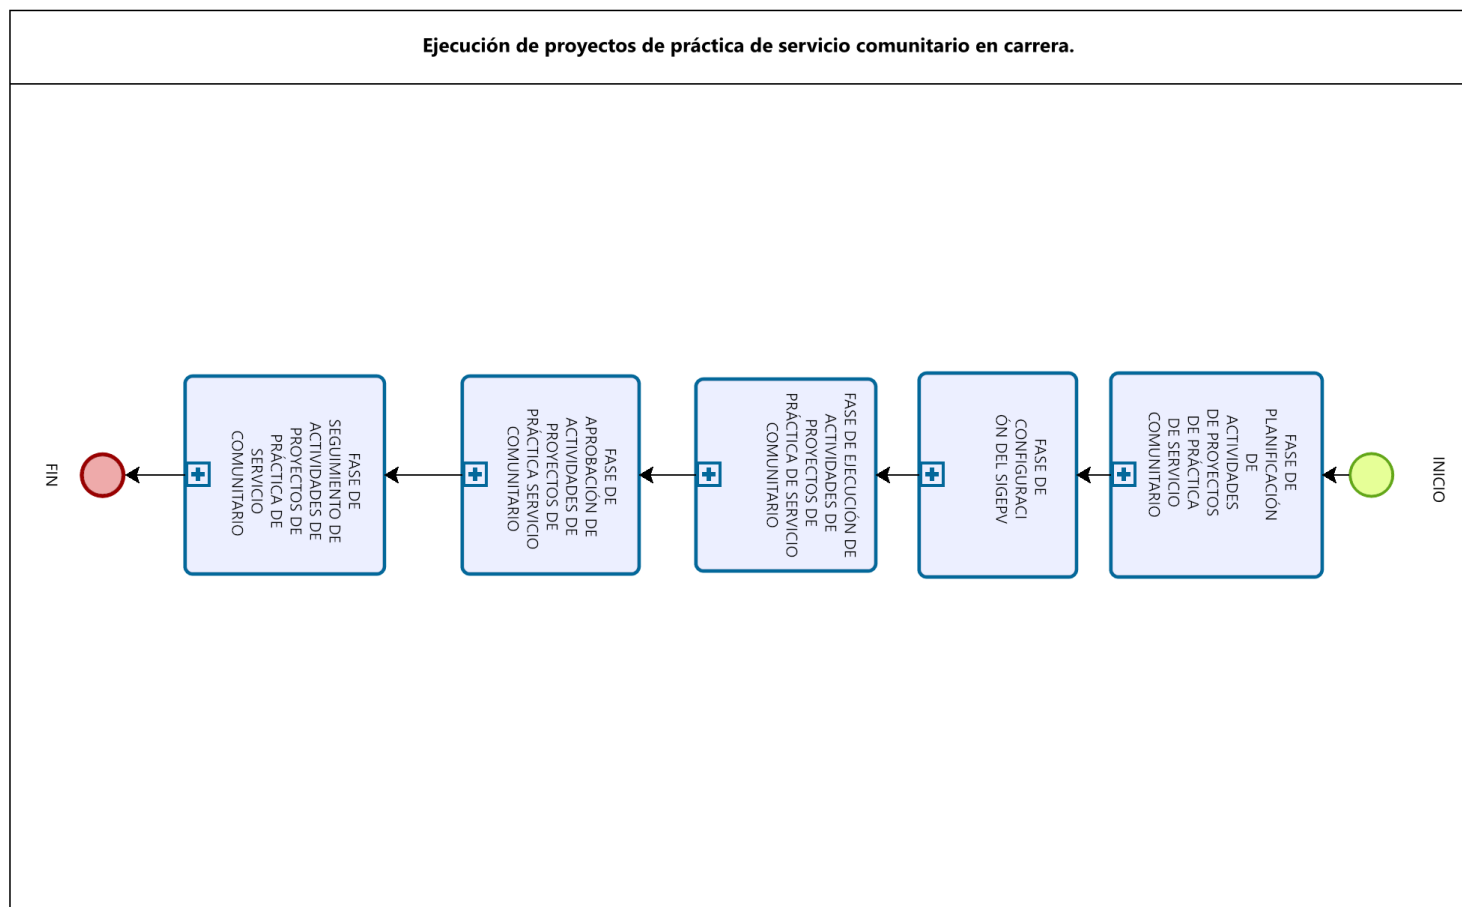 Ejecución de proyectos de práctica de servicio comunitario en carrera.
INICIO
FASE DE
PLANIFICACIÓN
DE
ACTIVIDADES
DE PROYECTOS
DE PRÁCTICA
DE SERVICIO
COMUNITARIO
FASE DE
CONFIGURACI
ÓN DEL SIGEPV
FASE DE EJECUCIÓN DE
ACTIVIDADES DE
PROYECTOS DE
PRÁCTICA DE SERVICIO
COMUNITARIO
FASE DE
APROBACIÓN DE
ACTIVIDADES DE
PROYECTOS DE
PRÁCTICA SERVICIO
COMUNITARIO
FASE DE
SEGUIMIENTO DE
ACTIVIDADES DE
PROYECTOS DE
PRÁCTICA DE
SERVICIO
COMUNITARIO
FIN